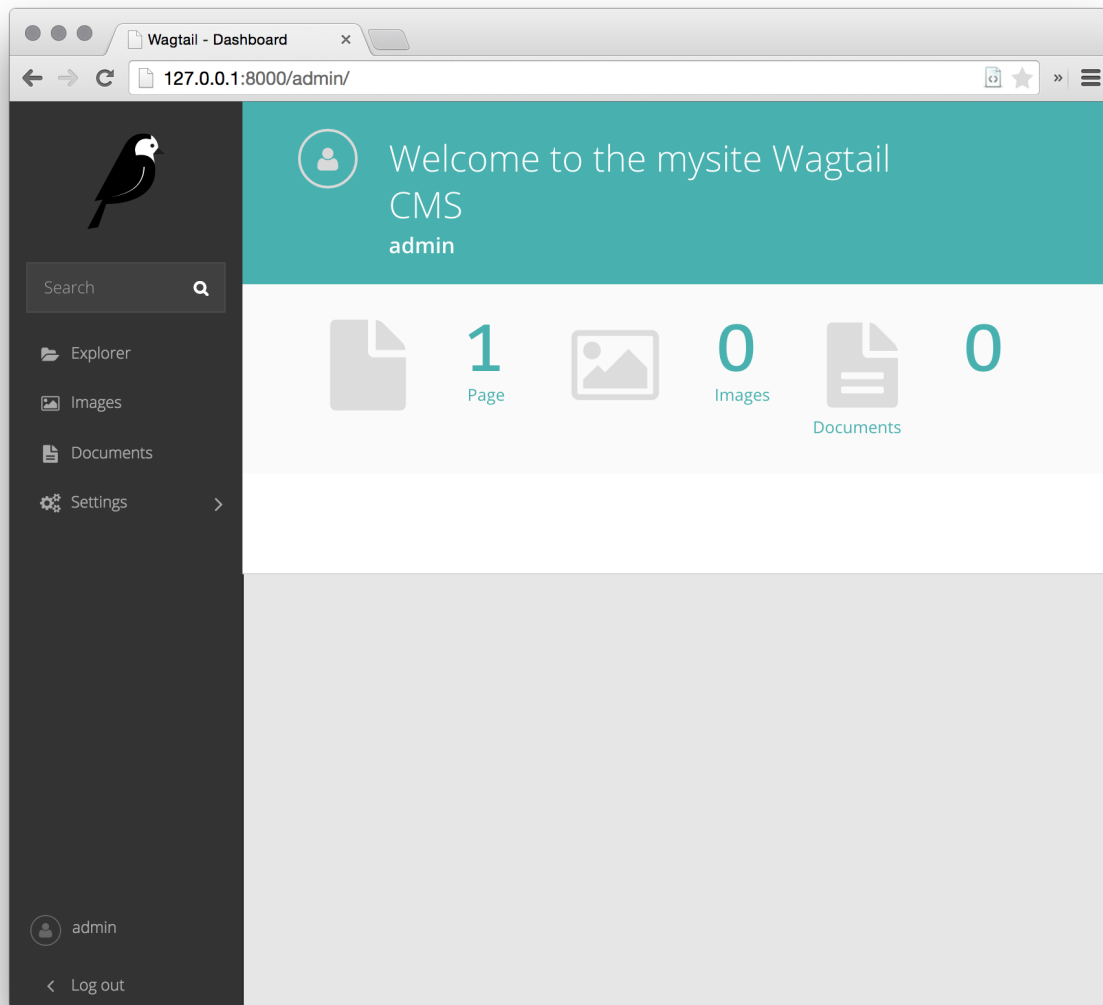 Wagtail - Dashboard
127.0.0.1:8000/admin/
Welcome to the mysite Wagtail
CMS
admin
Search
Explorer
Images
Documents
Settings
1
Page
0
Images
0
Documents
admin
Log out